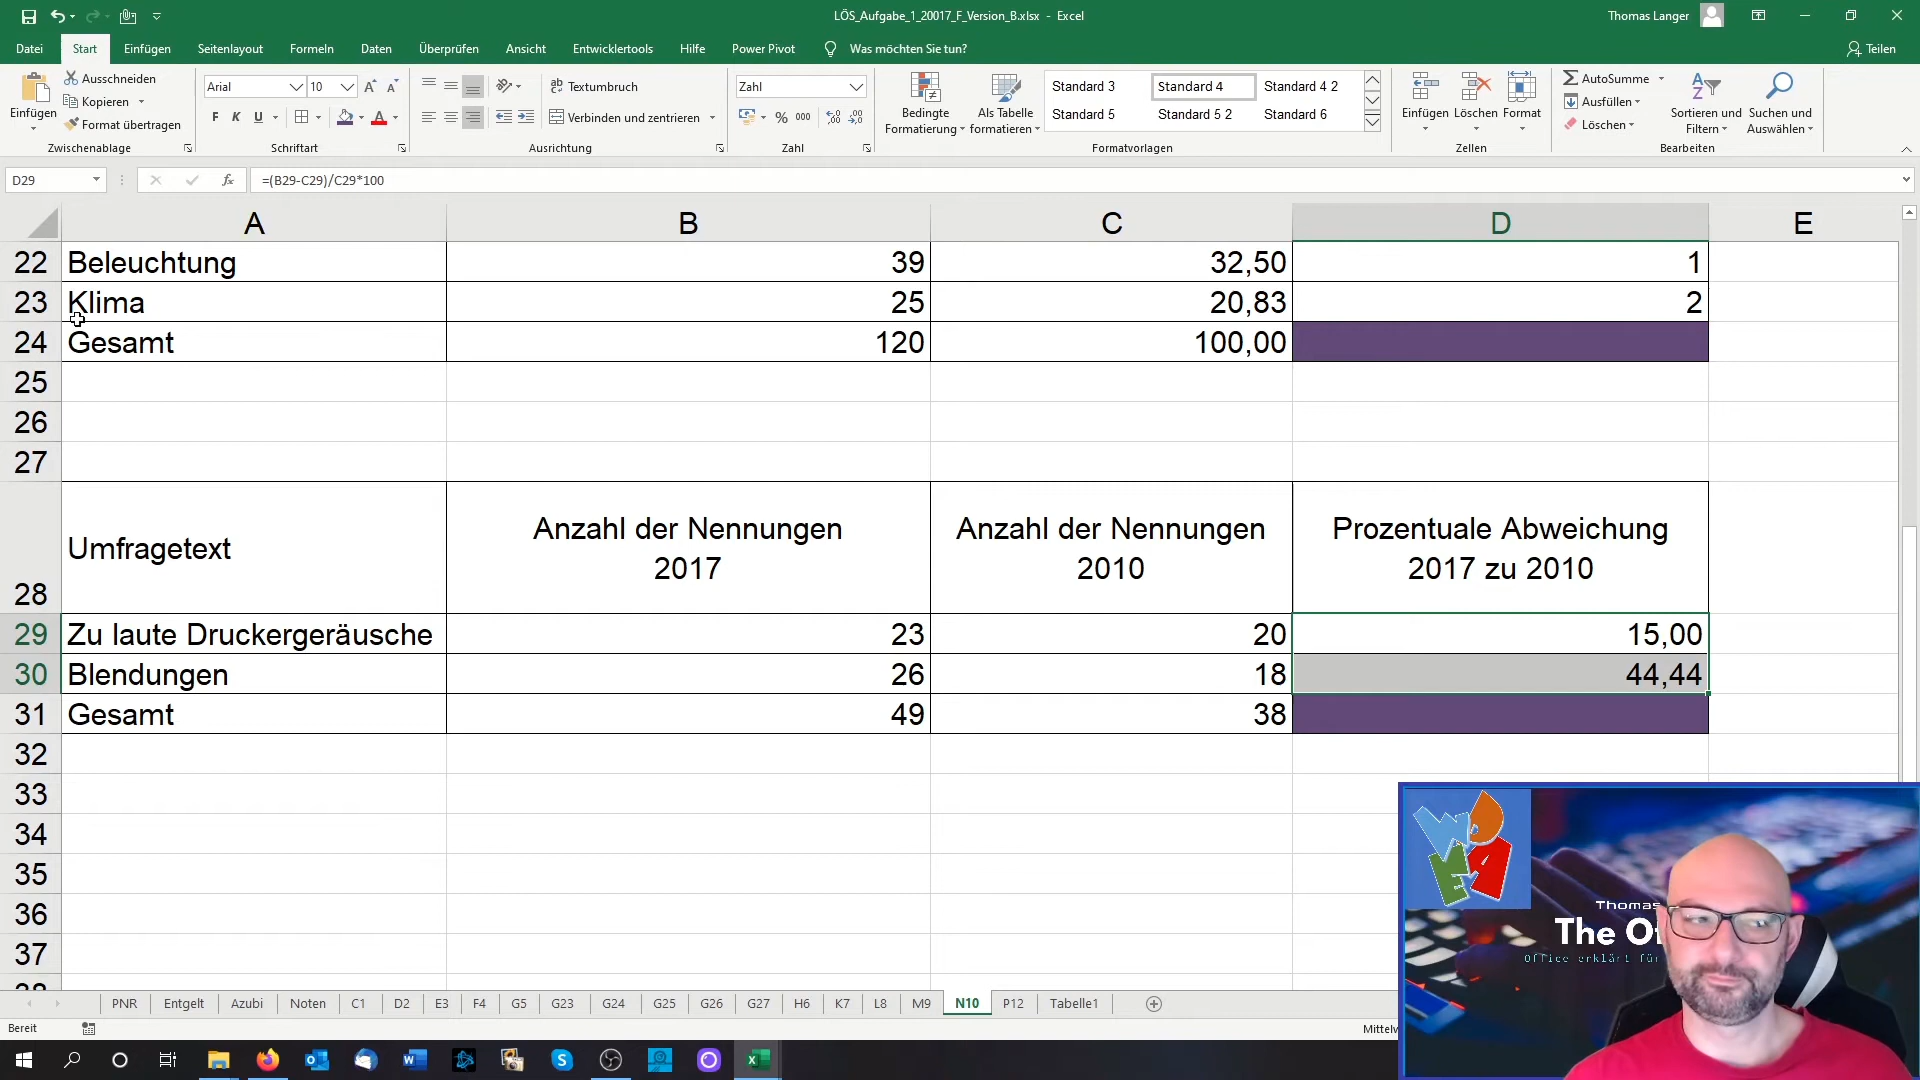 LÖS_Aufgabe_1_20017_F_Version_B.xlsx - Excel
Thomas Langer
Datei Start Einfügen Seitenlayout Formeln Daten Überprüfen Ansicht Entwicklertools Hilfe Power Pivot Was möchten Sie tun? Teilen
Einfügen
Ausschneiden
Kopieren
Format übertragen
Zwischenablage
Arial 10
F K U
Schriftart
Textumbruch
Verbinden und zentrieren
Ausrichtung
Zahl
% 000
Zahl
Bedingte
Formatierung
Als Tabelle
formatieren
Standard 3 Standard 4 Standard 4 2
Standard 5 Standard 5 2 Standard 6
Formatvorlagen
Einfügen Löschen Format
Zellen
AutoSumme
Ausfüllen
Löschen
Sortieren und
Filtern
Suchen und
Auswählen
Bearbeiten
D29 fx =(B29-C29)/C29*100
A B C D E
22 Beleuchtung 39 32,50 1
23 Klima 25 20,83 2
24 Gesamt 120 100,00
25
26
27
28 Umfragetext
Anzahl der Nennungen
2017
Anzahl der Nennungen
2010
Prozentuale Abweichung
2017 zu 2010
29 Zu laute Druckergeräusche 23 20 15,00
30 Blendungen 26 18 44,44
31 Gesamt 49 38
32
33
34
35
36
37
38
Thomas
The Of
Office erklärt für
PNR Entgelt Azubi Noten C1 D2 E3 F4 G5 G23 G24 G25 G26 G27 H6 K7 L8 M9 N10 P12 Tabelle1
Bereit
Mittelv